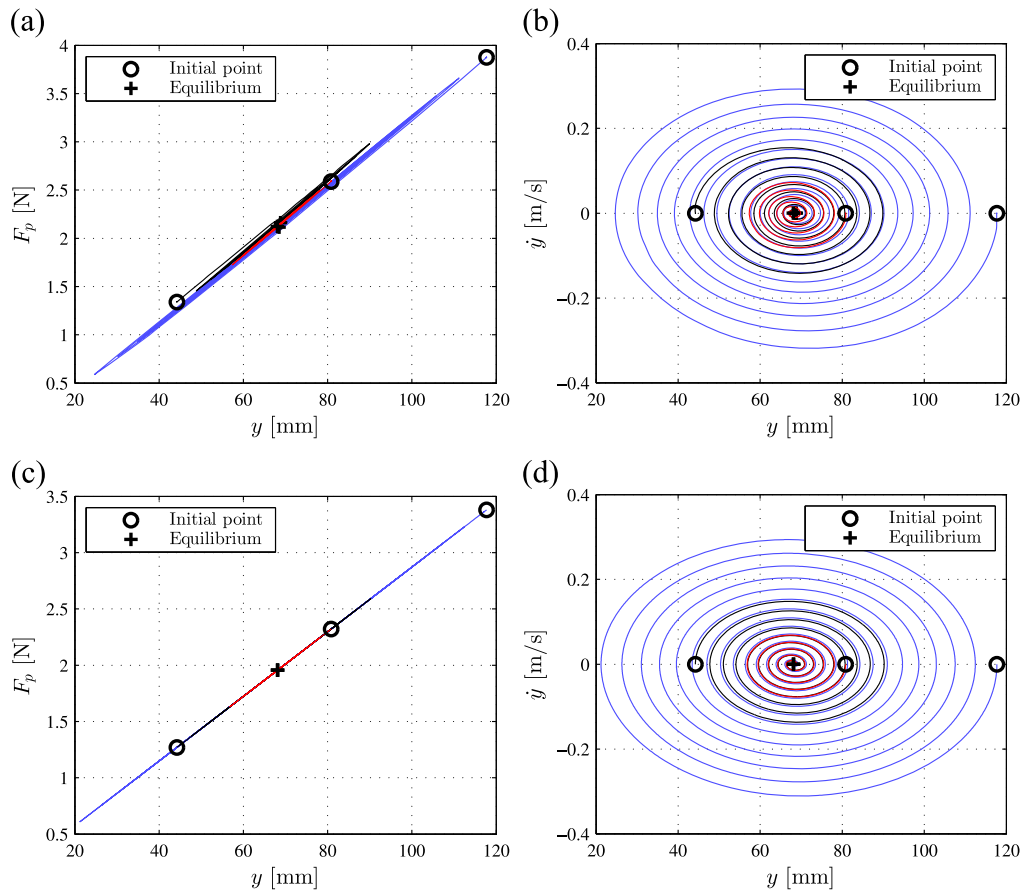 (a)
4
3.5
3
2.5
2
1.5
1
0.5
F_p [N]
Initial point
Equilibrium
20
40
60
80
100
120
y [mm]
(b)
0.4
0.2
0
−0.2
−0.4
ẏ [m/s]
Initial point
Equilibrium
20
40
60
80
100
120
y [mm]
(c)
3.5
3
2.5
2
1.5
1
0.5
F_p [N]
Initial point
Equilibrium
20
40
60
80
100
120
y [mm]
(d)
0.4
0.2
0
−0.2
−0.4
ẏ [m/s]
Initial point
Equilibrium
20
40
60
80
100
120
y [mm]